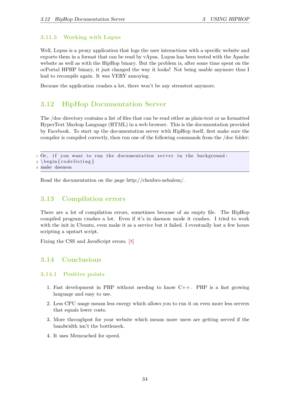 3.12 HipHop Documentation Server 3 USING HIPHOP
3.11.3 Working with Lupus
Well, Lupus is a proxy application that logs the user interactions with a specific website and
exports them in a format that can be read by vApus. Lupus has been tested with the Apache
website as well as with the HipHop binary. But the problem is, after some time spent on the
osPortal HPHP binary, it just changed the way it looks! Not being usable anymore thus I
had to recompile again. It was VERY annoying.
Because the application crashes a lot, there won't be any stresstest anymore.
3.12 HipHop Documentation Server
The /doc directory contains a list of files that can be read either as plain-text or as formatted
HyperText Markup Language (HTML) in a web browser. This is the documentation provided
by Facebook. To start up the documentation server with HipHop itself, first make sure the
compiler is compiled correctly, then run one of the following commands from the /doc folder:
Or, if you want to run the documentation server in the background:
\begin{codelisting}
make daemon
Read the documentation on the page
3.13 Compilation errors
There are a lot of compilation errors, sometimes because of an empty file. The HipHop
compiled program crashes a lot. Even if it's in daemon mode it crashes. I tried to work
with the init in Ubuntu, even make it as a service but it failed. I eventually lost a few hours
scripting a upstart script.
Fixing the CSS and JavaScript errors. [8]
3.14 Conclusions
3.14.1 Positive points
1. Fast development in PHP without needing to know C++. PHP is a fast growing
language and easy to use.
2. Less CPU usage means less energy which allows you to run it on even more less servers
that equals lower costs.
3. More throughput for your website which means more users are getting served if the
bandwidth isn't the bottleneck.
4. It uses Memcached for speed.
34